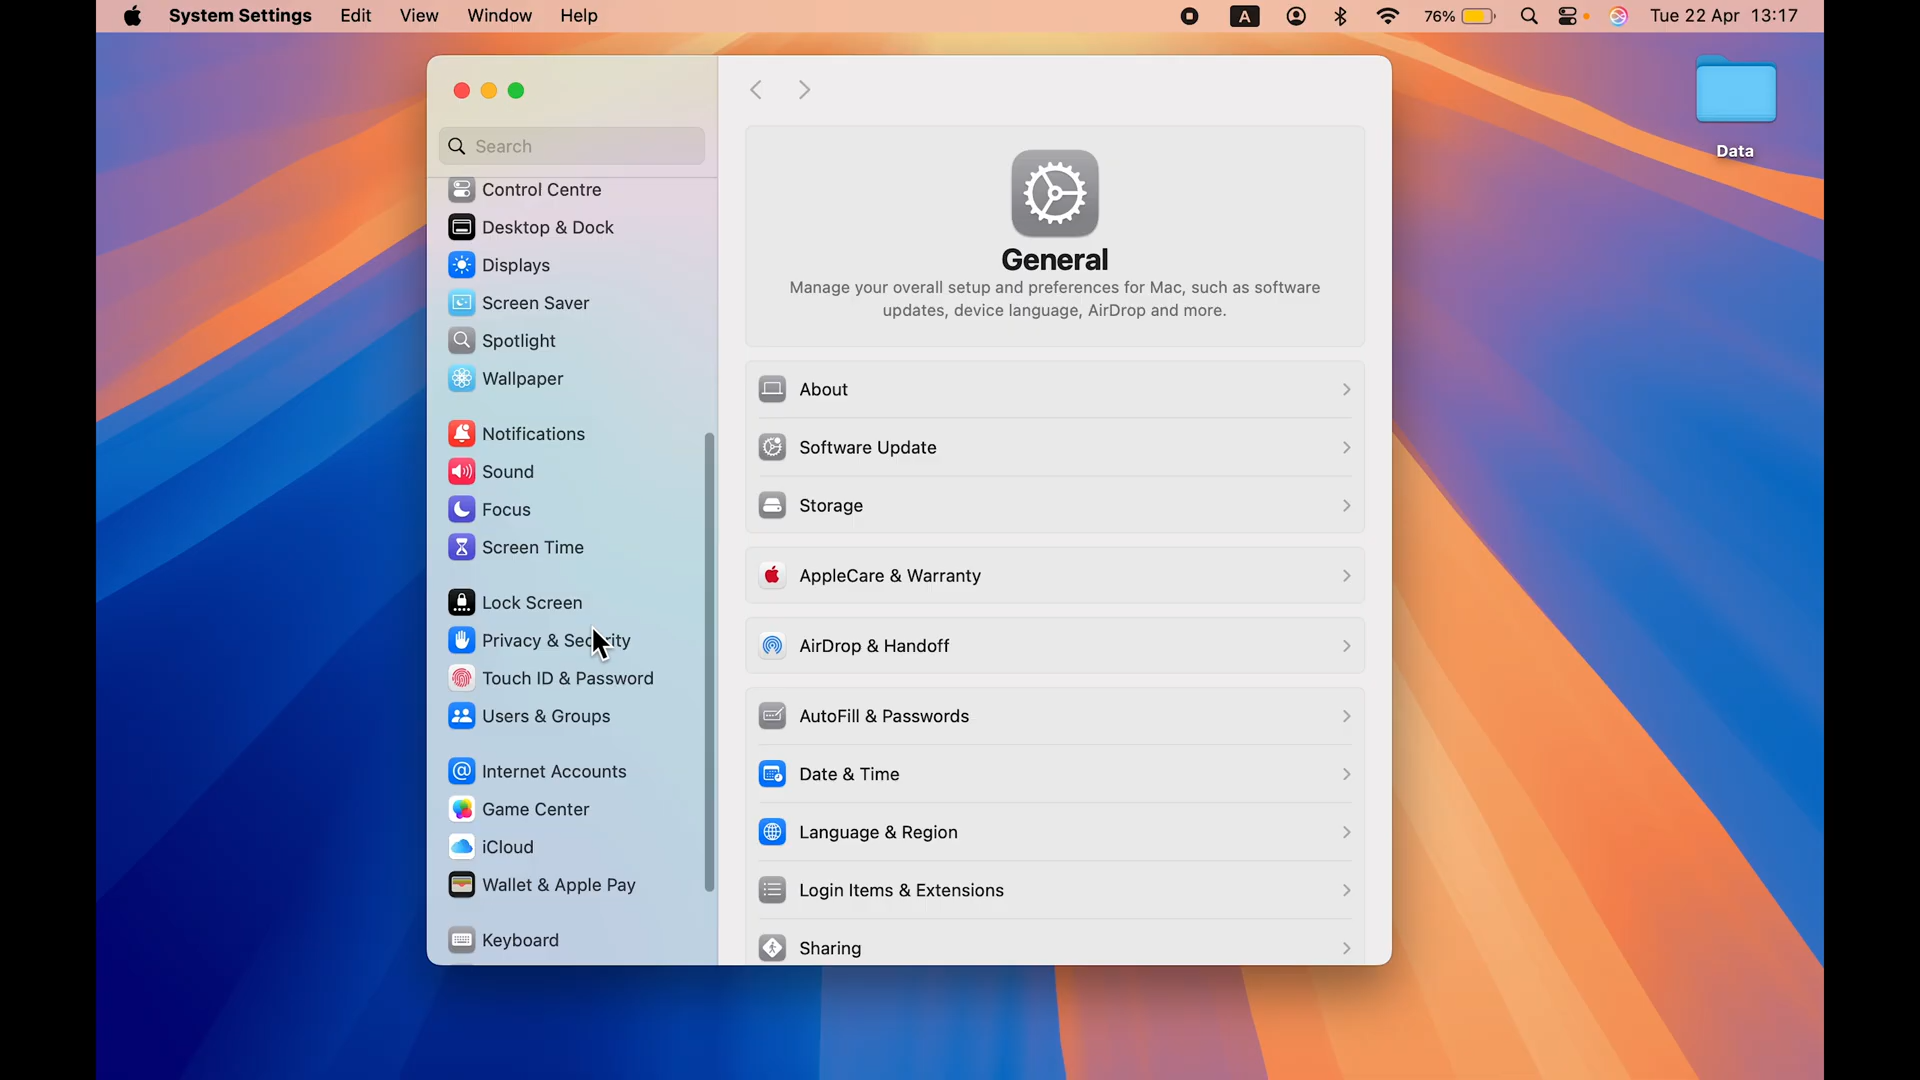 System Settings Edit View Window Help A 76% Tue 22 Apr 13:17
Data
Search
Control Centre
Desktop & Dock
Displays
Screen Saver
Spotlight
Wallpaper
Notifications
Sound
Focus
Screen Time
Lock Screen
Privacy & Security
Touch ID & Password
Users & Groups
Internet Accounts
Game Center
iCloud
Wallet & Apple Pay
Keyboard
General
Manage your overall setup and preferences for Mac, such as software
updates, device language, AirDrop and more.
About
Software Update
Storage
AppleCare & Warranty
AirDrop & Handoff
AutoFill & Passwords
Date & Time
Language & Region
Login Items & Extensions
Sharing